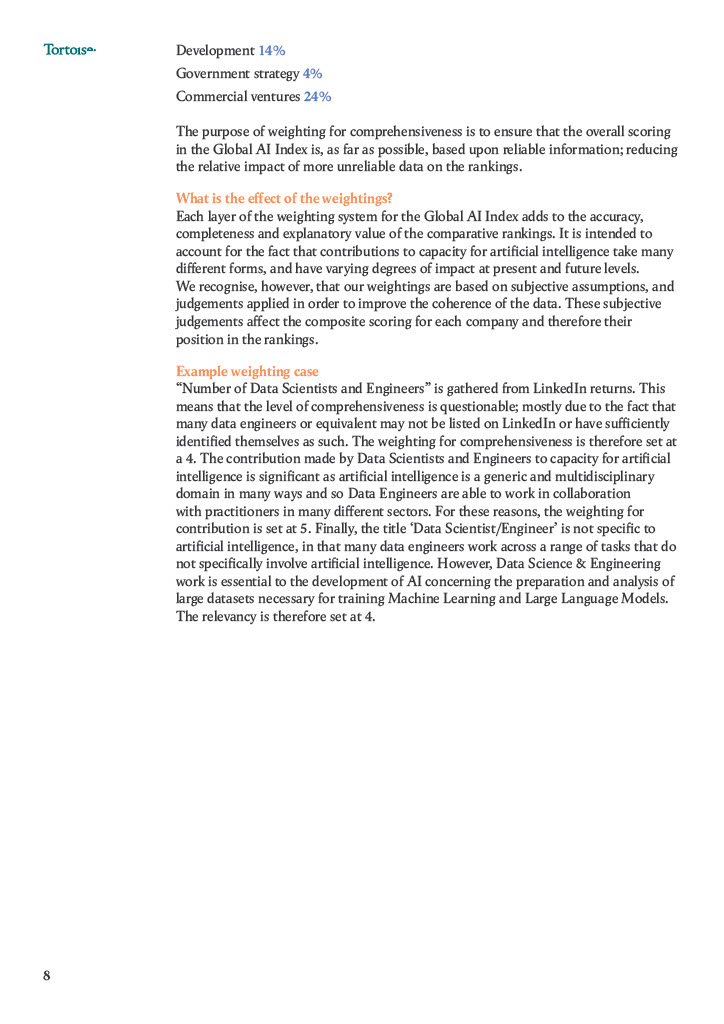 Tortoise
Development 14%
Government strategy 4%
Commercial ventures 24%
The purpose of weighting for comprehensiveness is to ensure that the overall scoring
in the Global AI Index is, as far as possible, based upon reliable information; reducing
the relative impact of more unreliable data on the rankings.
What is the effect of the weightings?
Each layer of the weighting system for the Global AI Index adds to the accuracy,
completeness and explanatory value of the comparative rankings. It is intended to
account for the fact that contributions to capacity for artificial intelligence take many
different forms, and have varying degrees of impact at present and future levels.
We recognise, however, that our weightings are based on subjective assumptions, and
judgements applied in order to improve the coherence of the data. These subjective
judgements affect the composite scoring for each company and therefore their
position in the rankings.
Example weighting case
“Number of Data Scientists and Engineers” is gathered from LinkedIn returns. This
means that the level of comprehensiveness is questionable; mostly due to the fact that
many data engineers or equivalent may not be listed on LinkedIn or have sufficiently
identified themselves as such. The weighting for comprehensiveness is therefore set at
a 4. The contribution made by Data Scientists and Engineers to capacity for artificial
intelligence is significant as artificial intelligence is a generic and multidisciplinary
domain in many ways and so Data Engineers are able to work in collaboration
with practitioners in many different sectors. For these reasons, the weighting for
contribution is set at 5. Finally, the title ‘Data Scientist/Engineer’ is not specific to
artificial intelligence, in that many data engineers work across a range of tasks that do
not specifically involve artificial intelligence. However, Data Science & Engineering
work is essential to the development of AI concerning the preparation and analysis of
large datasets necessary for training Machine Learning and Large Language Models.
The relevancy is therefore set at 4.
8